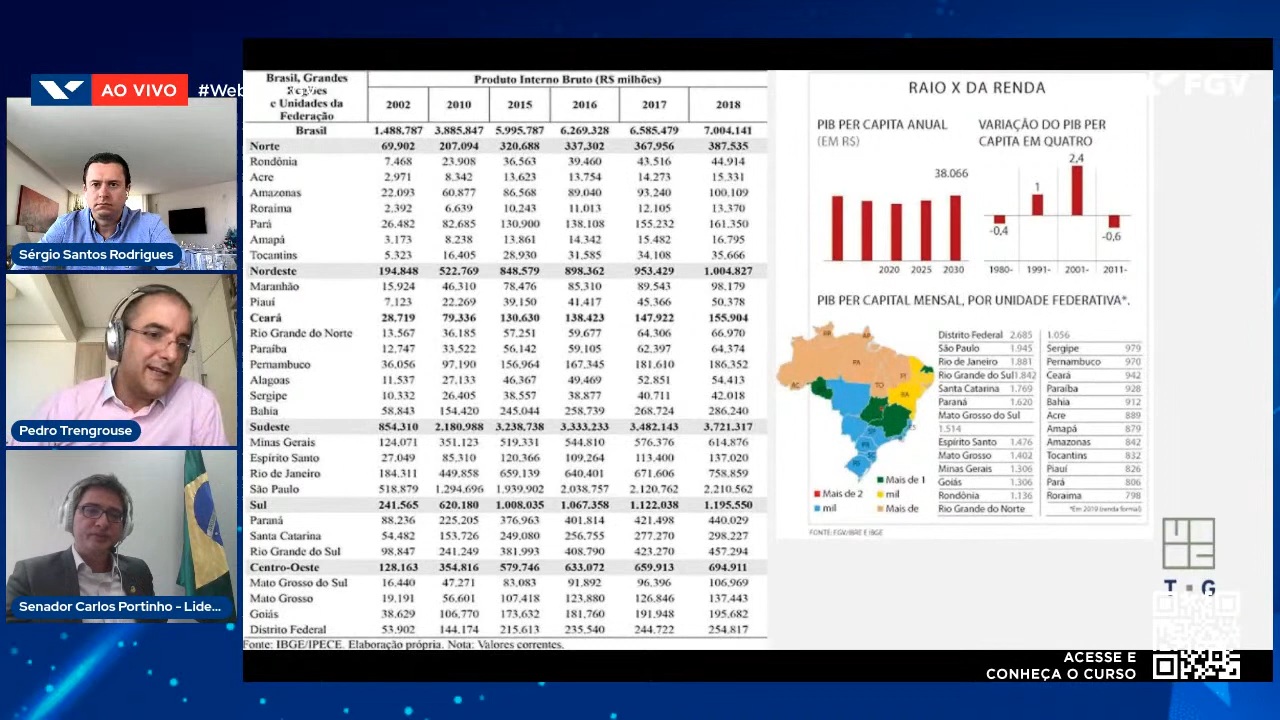 AO VIVO
#Web
FGV
Sérgio Santos Rodrigues
Pedro Trengrouse
Senador Carlos Portinho - Lide...
Brasil, Grandes
Regiões
e Unidades da
Federação
Produto Interno Bruto (R$ milhões)
2002 2010 2015 2016 2017 2018
Brasil 1.488.787 3.885.847 5.995.787 6.269.328 6.585.479 7.004.141
Norte 69.902 207.094 320.688 337.302 367.956 387.535
Rondônia 7.468 23.908 36.563 39.460 43.516 44.914
Acre 2.971 8.342 13.623 13.754 14.273 15.331
Amazonas 22.093 60.877 86.568 89.040 93.240 100.109
Roraima 2.392 6.639 10.243 11.013 12.105 13.370
Pará 26.482 82.685 130.900 138.108 155.232 161.350
Amapá 3.173 8.238 13.861 14.342 15.482 16.795
Tocantins 5.323 16.405 28.930 31.585 34.108 35.666
Nordeste 194.848 522.769 848.579 898.362 953.429 1.004.827
Maranhão 15.924 46.310 78.476 85.310 89.543 98.179
Piauí 7.123 22.269 39.150 41.417 45.366 50.378
Ceará 28.719 79.336 130.630 138.423 147.922 155.904
Rio Grande do Norte 13.567 36.185 57.251 59.677 64.306 66.970
Paraíba 12.747 33.522 56.142 59.105 62.397 64.374
Pernambuco 36.056 97.190 156.964 167.345 181.610 186.352
Alagoas 11.537 27.133 46.367 49.469 52.851 54.413
Sergipe 10.332 26.405 38.557 38.877 40.711 42.018
Bahia 58.843 154.420 245.044 258.739 268.724 286.240
Sudeste 854.310 2.180.988 3.238.738 3.333.233 3.482.143 3.721.317
Minas Gerais 124.071 351.123 519.331 544.810 576.376 614.876
Espírito Santo 27.049 85.310 120.366 109.264 113.400 137.020
Rio de Janeiro 184.311 449.858 659.139 640.401 671.606 758.859
São Paulo 518.879 1.294.696 1.939.902 2.038.757 2.120.762 2.210.562
Sul 241.565 620.180 1.008.035 1.067.358 1.122.038 1.195.550
Paraná 88.236 225.205 376.963 401.814 421.498 440.029
Santa Catarina 54.482 153.726 249.080 256.755 277.270 298.227
Rio Grande do Sul 98.847 241.249 381.993 408.790 423.270 457.294
Centro-Oeste 128.163 354.816 579.746 633.072 659.913 694.911
Mato Grosso do Sul 16.440 47.271 83.083 91.892 96.396 106.969
Mato Grosso 19.191 56.601 107.418 123.880 126.846 137.443
Goiás 38.629 106.770 173.632 181.760 191.948 195.682
Distrito Federal 53.902 144.174 215.613 235.540 244.722 254.817
Fonte: IBGE/IPECE. Elaboração própria. Nota: Valores correntes.
RAIO X DA RENDA
PIB PER CAPITA ANUAL
(EM R$)
38.066
2020 2025 2030
VARIAÇÃO DO PIB PER
CAPITA EM QUATRO
-0,4 1 2,4 -0,6
1980- 1991- 2001- 2011-
PIB PER CAPITAL MENSAL, POR UNIDADE FEDERATIVA*.
Distrito Federal 2.685
São Paulo 1.945
Rio de Janeiro 1.881
Rio Grande do Sul 1.842
Santa Catarina 1.769
Paraná 1.620
Mato Grosso do Sul
1.514
Espírito Santo 1.476
Mato Grosso 1.402
Minas Gerais 1.306
Goiás 1.306
Rondônia 1.136
Rio Grande do Norte
1.056
Sergipe 979
Pernambuco 970
Ceará 942
Paraíba 928
Bahia 912
Acre 889
Amapá 879
Amazonas 842
Tocantins 832
Piauí 826
Pará 806
Roraima 798
*Em 2019 (renda formal)
AP
PA
AC
TO
PI
BA
ES
Mais de 1
Mais de 2 mil
mil Mais de
FONTE: FGV/IBRE E IBGE
T G
ACESSE E
CONHEÇA O CURSO